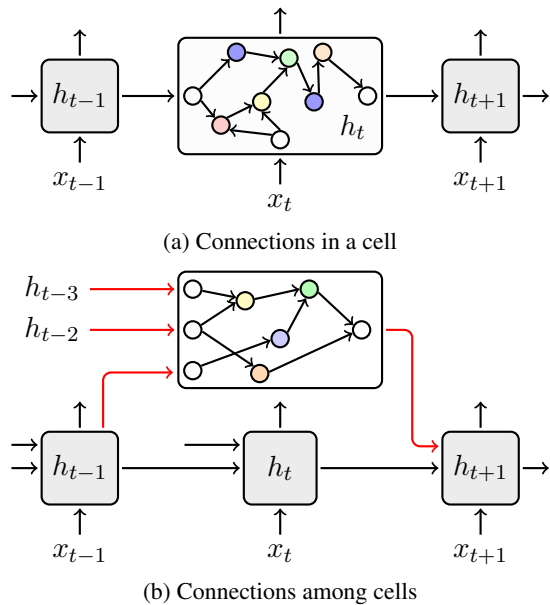 h_{t-1} h_t h_{t+1}
x_{t-1} x_t x_{t+1}
(a) Connections in a cell
h_{t-3}
h_{t-2}
h_{t-1} h_t h_{t+1}
x_{t-1} x_t x_{t+1}
(b) Connections among cells